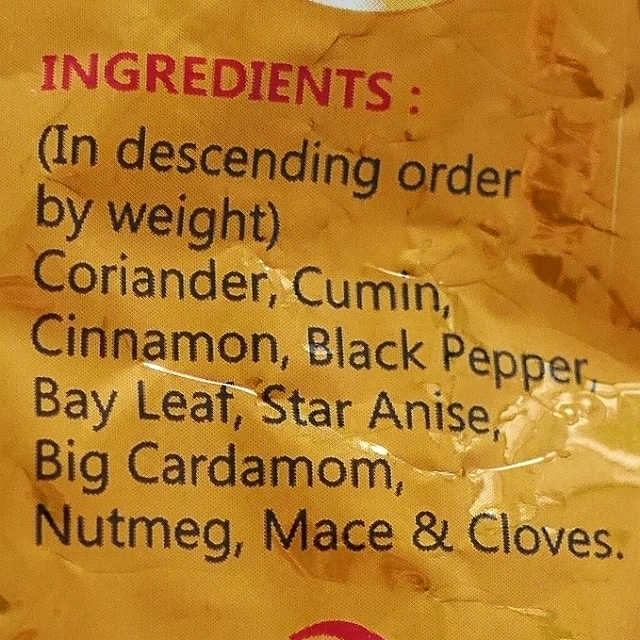 INGREDIENTS :
(In descending order
by weight)
Coriander, Cumin,
Cinnamon, Black Pepper,
Bay Leaf, Star Anise,
Big Cardamom,
Nutmeg, Mace & Cloves.